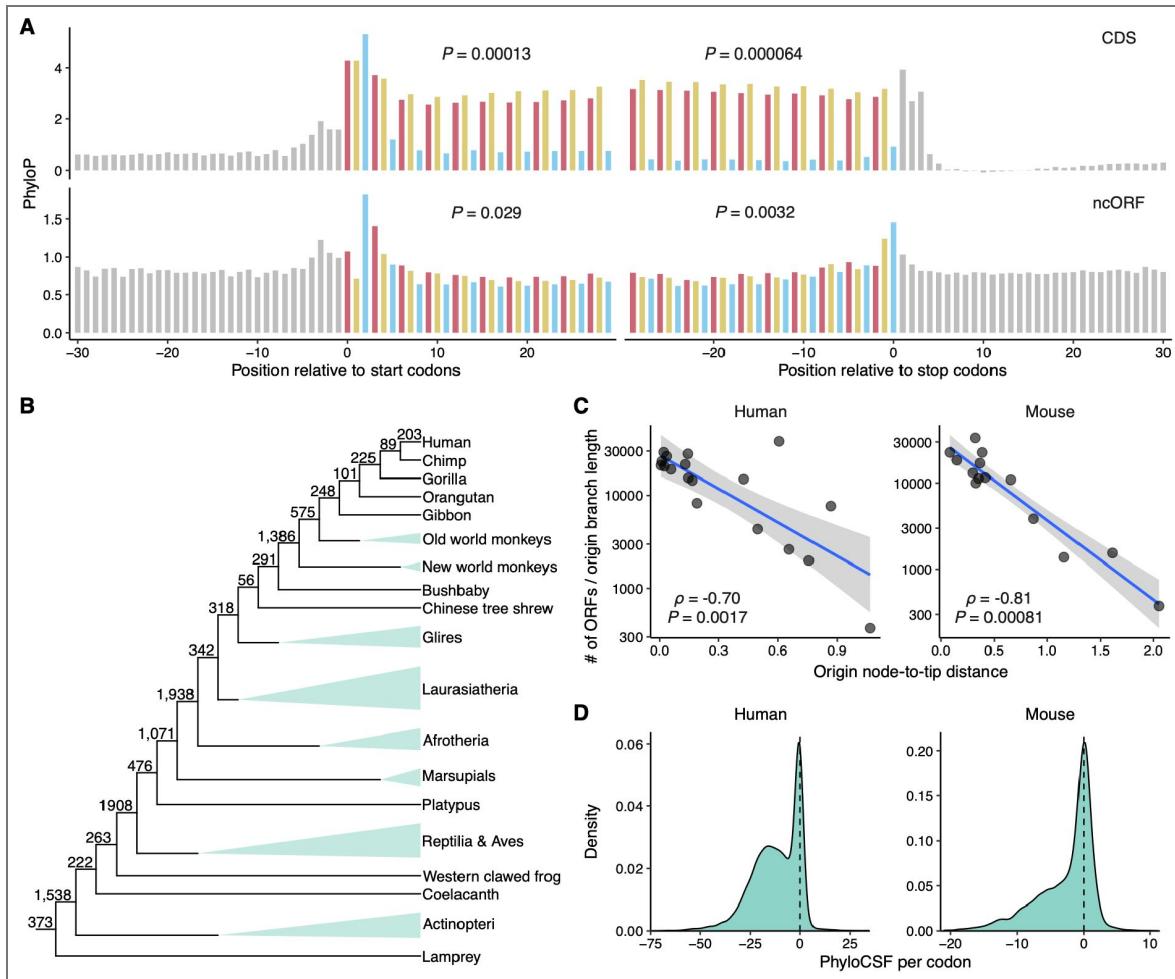 A
P = 0.00013
P = 0.000064
CDS
4
2
0
PhyloP
P = 0.029
P = 0.0032
ncORF
1.5
1.0
0.5
0.0
−30 −20 −10 0 10 20
−20 −10 0 10 20 30
Position relative to start codons
Position relative to stop codons
B
203
Human
89
Chimp
225
Gorilla
101
Orangutan
248
Gibbon
575
Old world monkeys
1,386
New world monkeys
291
Bushbaby
56
Chinese tree shrew
318
Glires
342
Laurasiatheria
1,938
Afrotheria
1,071
Marsupials
476
Platypus
1908
Reptilia & Aves
263
Western clawed frog
222
Coelacanth
1,538
Actinopteri
373
Lamprey
C
Human
Mouse
# of ORFs / origin branch length
30000
10000
3000
1000
300
ρ = -0.70
P = 0.0017
0.0 0.3 0.6 0.9
30000
10000
3000
1000
300
ρ = -0.81
P = 0.00081
0.0 0.5 1.0 1.5 2.0
Origin node-to-tip distance
D
Human
Mouse
Density
0.06
0.04
0.02
0.00
−75 −50 −25 0 25
0.20
0.15
0.10
0.05
0.00
−20 −10 0 10
PhyloCSF per codon